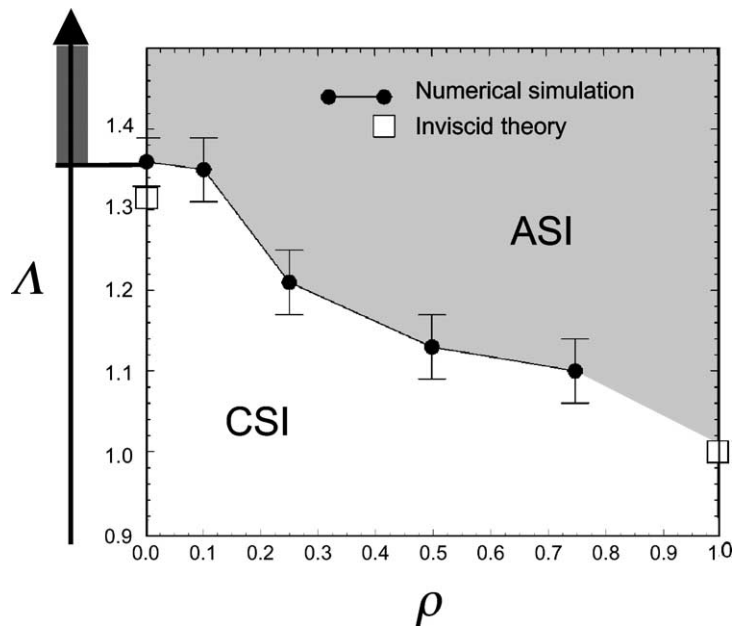 Numerical simulation
Inviscid theory
1.4
1.3
ASI
Λ
1.2
1.1
CSI
1.0
0.9
0.0 0.1 0.2 0.3 0.4 0.5 0.6 0.7 0.8 0.9 1.0
ρ